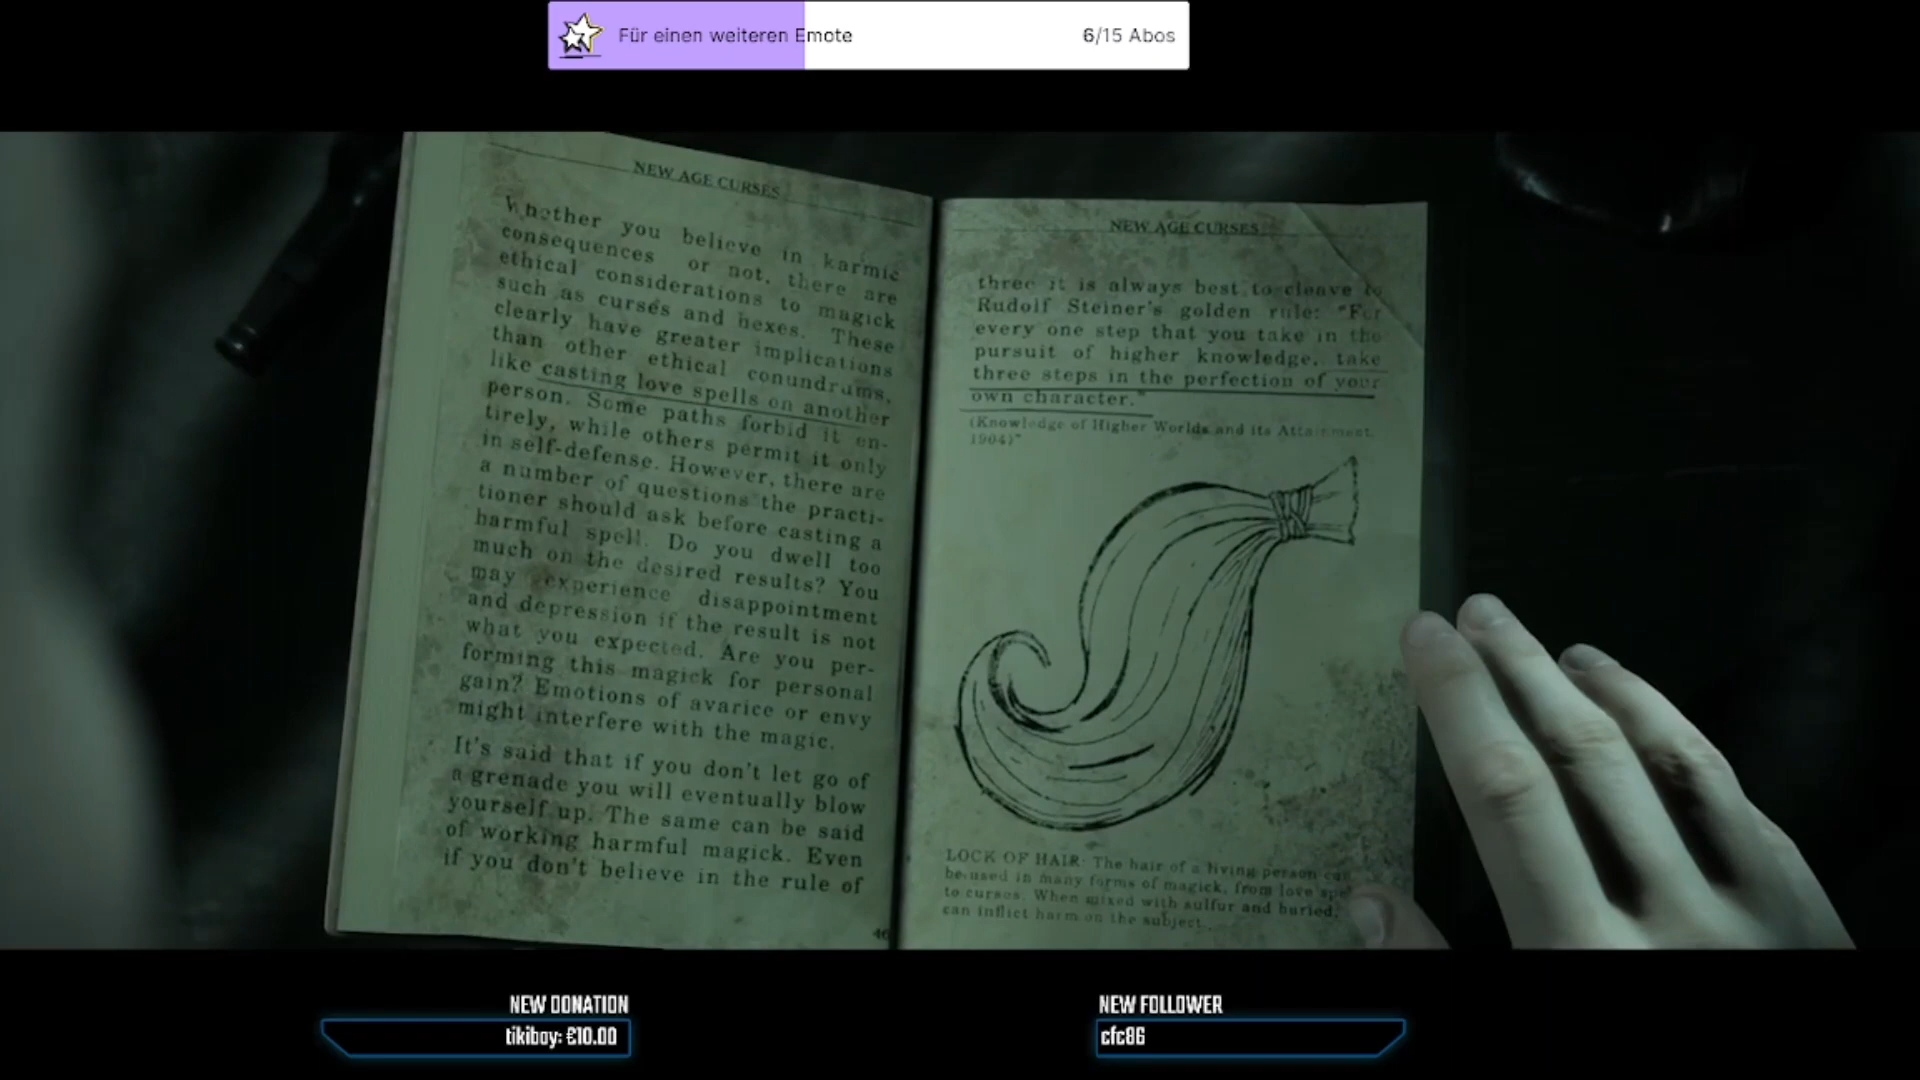 Für einen weiteren Emote
6/15 Abos
NEW AGE CURSES
Whether you believe in karmic
consequences or not, there are
ethical considerations to magick
such as curses and hexes. These
clearly have greater implications
than other ethical conundrums,
like casting love spells on another
person. Some paths forbid it en-
tirely, while others permit it only
in self-defense. However, there are
a number of questions the practi-
tioner should ask before casting a
harmful spell. Do you dwell too
much on the desired results? You
may experience disappointment
and depression if the result is not
what you expected. Are you per-
forming this magick for personal
gain? Emotions of avarice or envy
might interfere with the magic.
It's said that if you don't let go of
a grenade you will eventually blow
yourself up. The same can be said
of working harmful magick. Even
if you don't believe in the rule of
46
NEW AGE CURSES
three it is always best to cleave to
Rudolf Steiner's golden rule: "For
every one step that you take in the
pursuit of higher knowledge, take
three steps in the perfection of your
own character."
(Knowledge of Higher Worlds and its Attainment,
1904)"
LOCK OF HAIR: The hair of a living person can
be used in many forms of magick, from love
to curses. When mixed with sulfur and buried,
can inflict harm on the subject.
NEW DONATION
tikiboy: €10.00
NEW FOLLOWER
cfc86